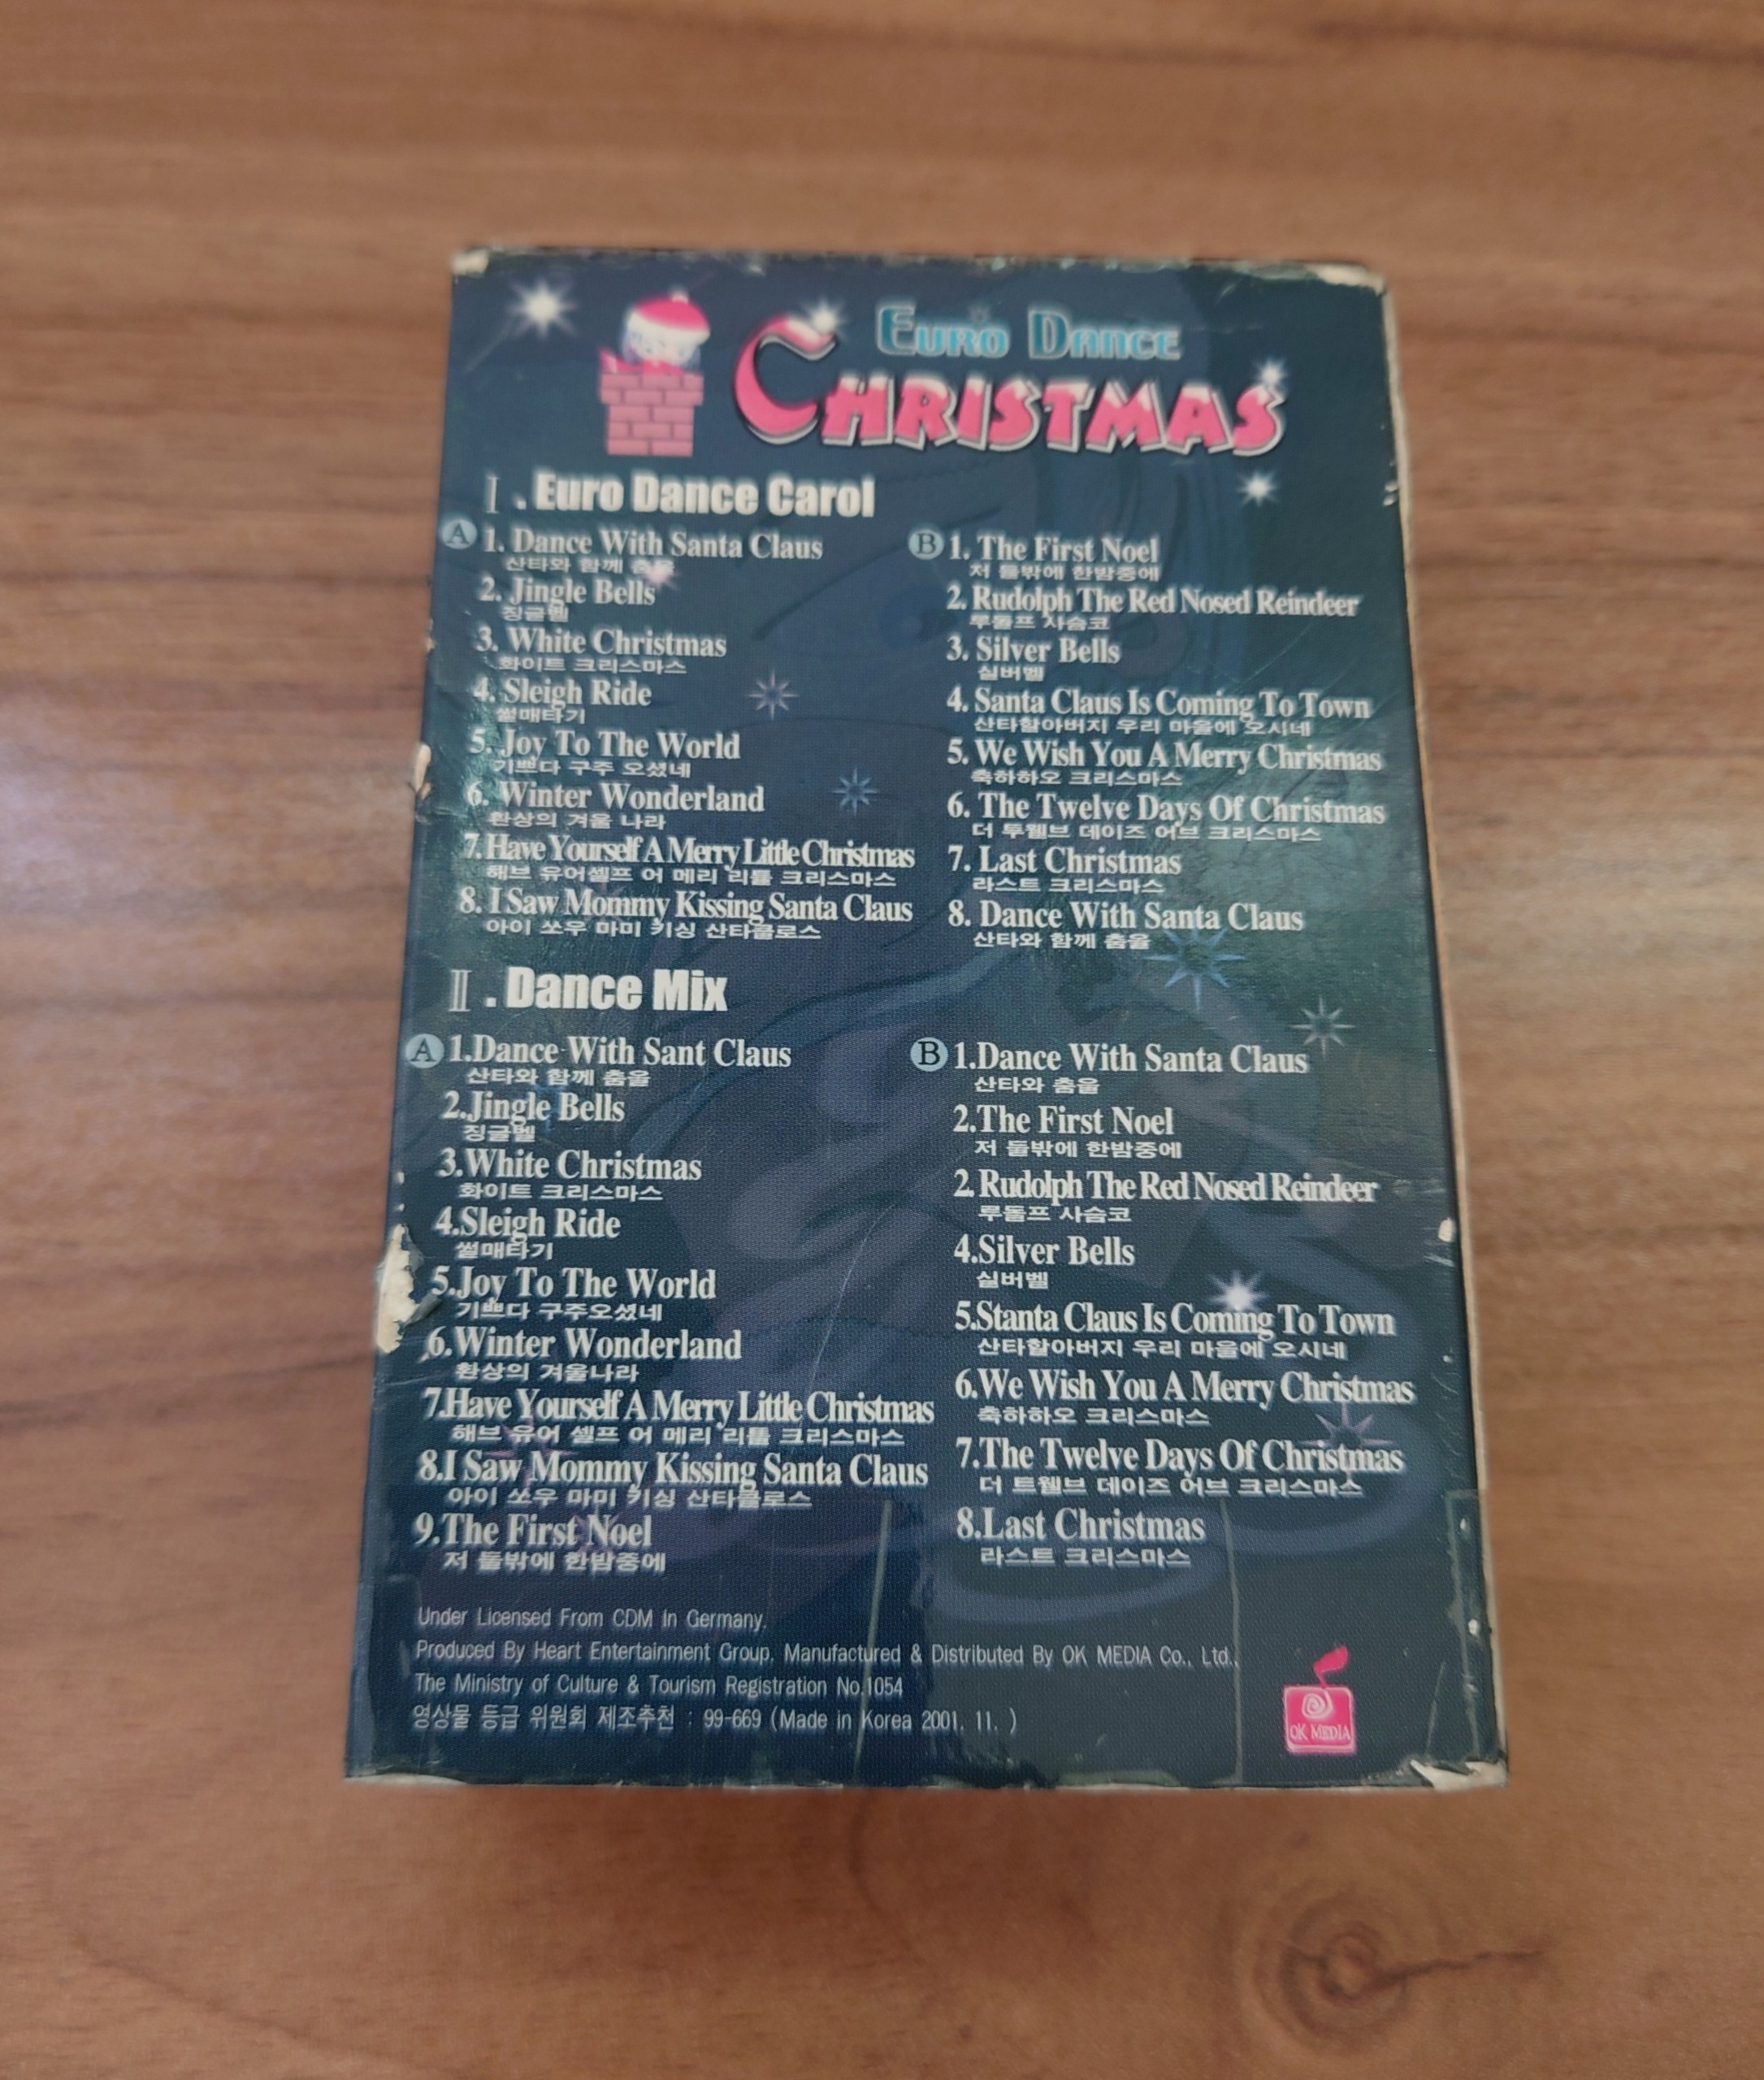 EURO DANCE
CHRISTMAS
Ⅰ. Euro Dance Carol
A
1. Dance With Santa Claus
산타와 함께 춤을
2. Jingle Bells
징글벨
3. White Christmas
화이트 크리스마스
4. Sleigh Ride
썰매타기
5. Joy To The World
기쁘다 구주 오셨네
6. Winter Wonderland
환상의 겨울 나라
7. Have Yourself A Merry Little Christmas
해브 유어셀프 어 메리 리틀 크리스마스
8. I Saw Mommy Kissing Santa Claus
아이 쏘우 마미 키싱 산타클로스
B
1. The First Noel
저 들밖에 한밤중에
2. Rudolph The Red Nosed Reindeer
루돌프 사슴코
3. Silver Bells
실버벨
4. Santa Claus Is Coming To Town
산타할아버지 우리 마을에 오시네
5. We Wish You A Merry Christmas
축하하오 크리스마스
6. The Twelve Days Of Christmas
더 투웰브 데이즈 어브 크리스마스
7. Last Christmas
라스트 크리스마스
8. Dance With Santa Claus
산타와 함께 춤을
Ⅱ. Dance Mix
A
1.Dance With Sant Claus
산타와 함께 춤을
2.Jingle Bells
징글벨
3.White Christmas
화이트 크리스마스
4.Sleigh Ride
썰매타기
5.Joy To The World
기쁘다 구주오셨네
6.Winter Wonderland
환상의 겨울나라
7.Have Yourself A Merry Little Christmas
해브 유어 셀프 어 메리 리틀 크리스마스
8.I Saw Mommy Kissing Santa Claus
아이 쏘우 마미 키싱 산타클로스
9.The First Noel
저 들밖에 한밤중에
B
1.Dance With Santa Claus
산타와 춤을
2.The First Noel
저 들밖에 한밤중에
2. Rudolph The Red Nosed Reindeer
루돌프 사슴코
4.Silver Bells
실버벨
5.Stanta Claus Is Coming To Town
산타할아버지 우리 마을에 오시네
6.We Wish You A Merry Christmas
축하하오 크리스마스
7.The Twelve Days Of Christmas
더 트웰브 데이즈 어브 크리스마스
8.Last Christmas
라스트 크리스마스
Under Licensed From CDM In Germany.
Produced By Heart Entertainment Group, Manufactured & Distributed By OK MEDIA Co., Ltd.,
The Ministry of Culture & Tourism Registration No.1054
영상물 등급 위원회 제조추천 : 99-669 (Made in Korea 2001. 11. )
OK MEDIA